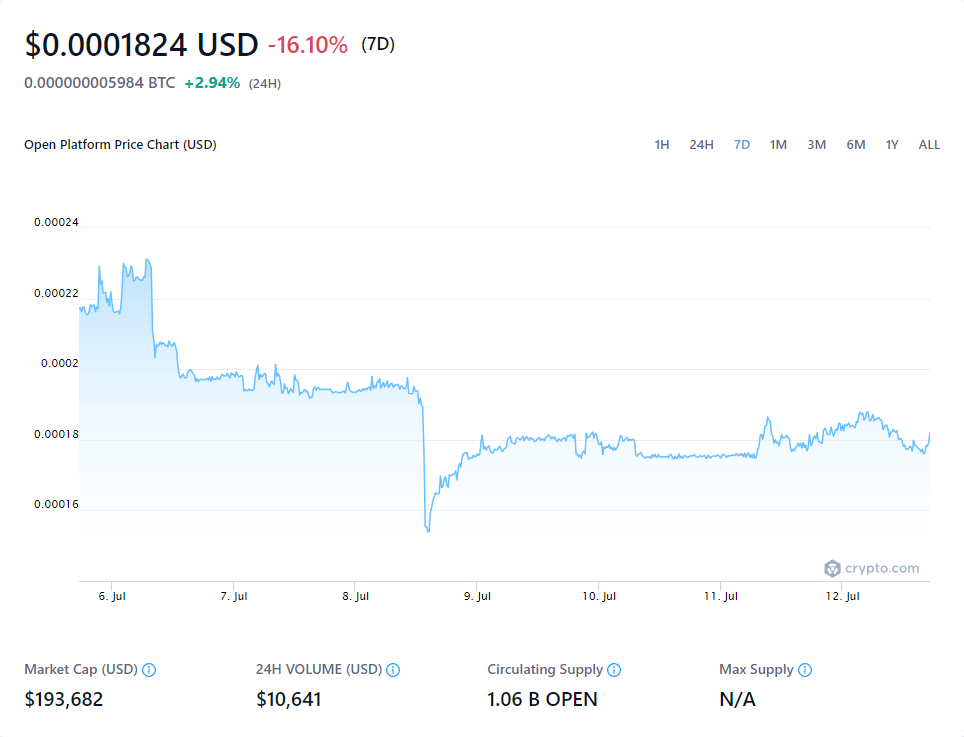 $0.0001824 USD -16.10% (7D)
0.000000005984 BTC +2.94% (24H)
Open Platform Price Chart (USD) 1H 24H 7D 1M 3M 6M 1Y ALL
0.00024
0.00022
0.0002
0.00018
0.00016
crypto.com
6. Jul 7. Jul 8. Jul 9. Jul 10. Jul 11. Jul 12. Jul
Market Cap (USD) 24H VOLUME (USD) Circulating Supply Max Supply
$193,682 $10,641 1.06 B OPEN N/A